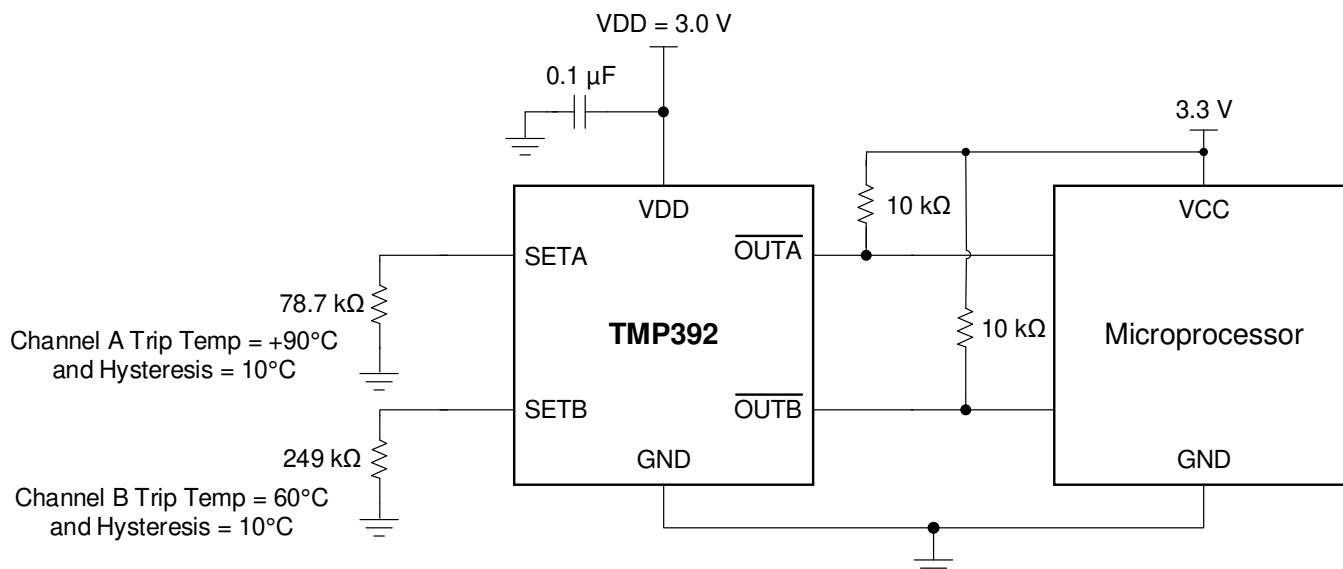 VDD = 3.0 V
0.1 µF
3.3 V
VDD
10 kΩ
VCC
SETA
OUTA
78.7 kΩ
Channel A Trip Temp = +90°C
and Hysteresis = 10°C
TMP392
10 kΩ
Microprocessor
SETB
OUTB
249 kΩ
GND
GND
Channel B Trip Temp = 60°C
and Hysteresis = 10°C